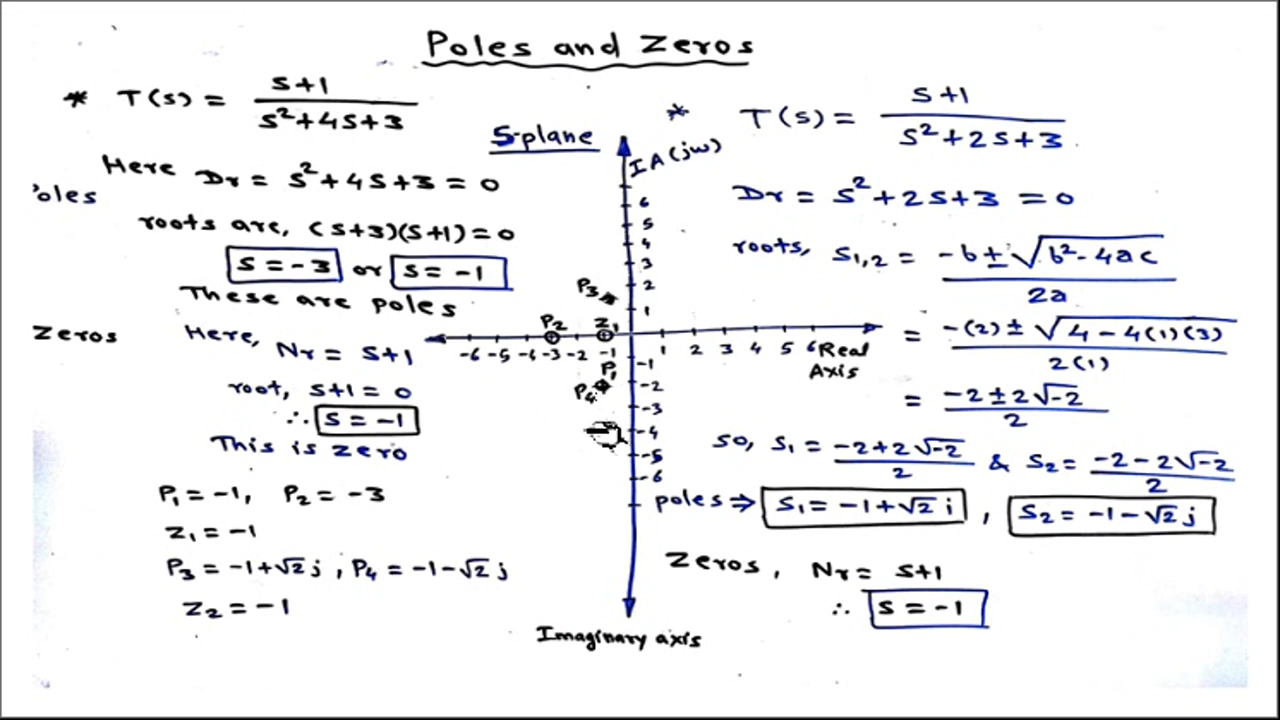 Poles and Zeros
* T(s) = s+1 / s²+4s+3
Here Dr = s²+4s+3 = 0
oles
roots are, (s+3)(s+1)=0
s = -3 or s = -1
These are poles
Zeros Here, Nr = s+1
root, s+1 = 0
∴ s = -1
This is zero
P₁ = -1, P₂ = -3
Z₁ = -1
P₃ = -1+√2 j, P₄ = -1-√2 j
Z₂ = -1
S-plane
IA (jw)
6
5
4
3
P₃ 2
1
P₂ Z₁
-6 -5 -4 -3 -2 -1 1 2 3 4 5 6 Real
Axis
P₁ -1
P₄ -2
-3
-4
-5
-6
Imaginary axis
* T(s) = s+1 / s²+2s+3
Dr = s²+2s+3 = 0
roots, s₁,₂ = -b ± √b²-4ac / 2a
= -(2) ± √4-4(1)(3) / 2(1)
= -2 ± 2√-2 / 2
so, s₁ = -2+2√-2 / 2 & s₂ = -2-2√-2 / 2
poles ⇒ s₁ = -1+√2 i , s₂ = -1-√2 j
Zeros, Nr = s+1
∴ s = -1